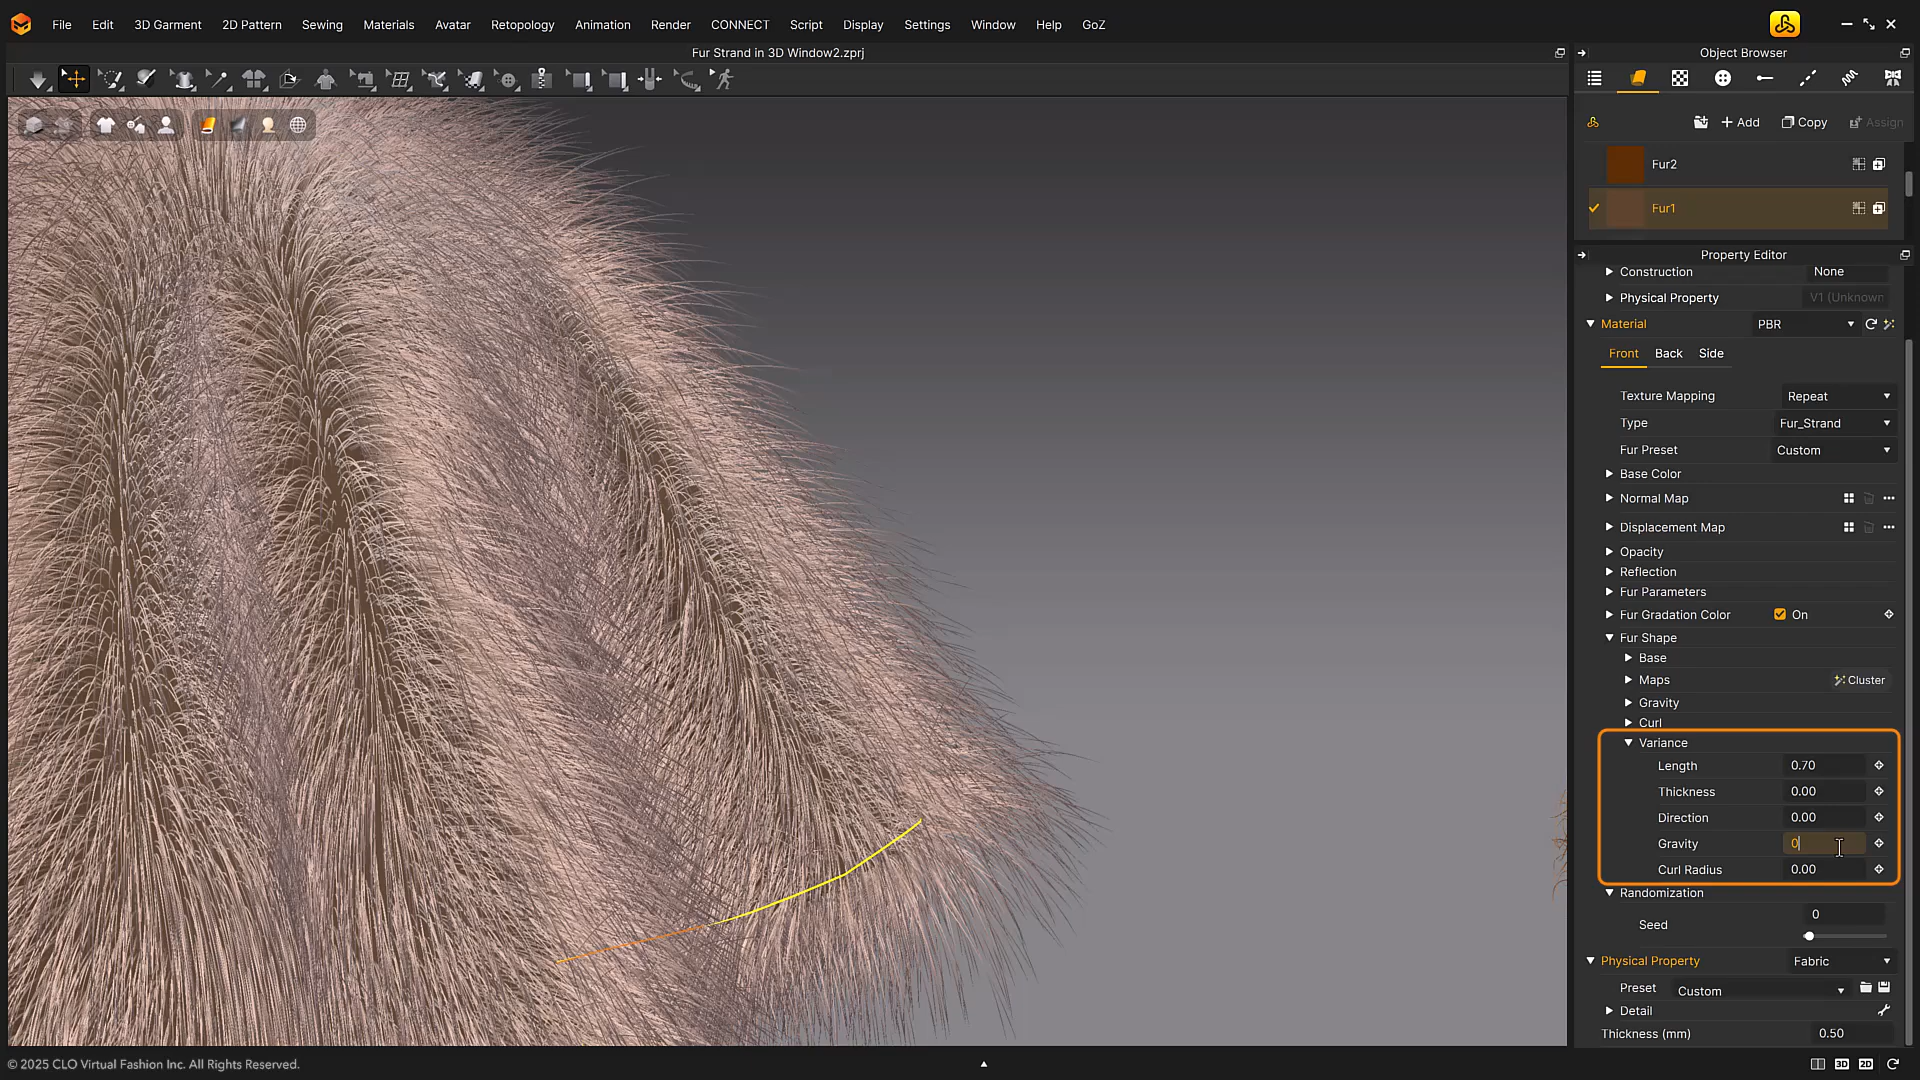 File Edit 3D Garment 2D Pattern Sewing Materials Avatar Retopology Animation Render CONNECT Script Display Settings Window Help GoZ
Fur Strand in 3D Window2.zprj
Object Browser
+ Add Copy Assign
Fur2
Fur1
Property Editor
Construction None
Physical Property V1 (Unknown
Material PBR
Front Back Side
Texture Mapping Repeat
Type Fur_Strand
Fur Preset Custom
Base Color
Normal Map
Displacement Map
Opacity
Reflection
Fur Parameters
Fur Gradation Color On
Fur Shape
Base
Maps Cluster
Gravity
Curl
Variance
Length 0.70
Thickness 0.00
Direction 0.00
Gravity 0
Curl Radius 0.00
Randomization
Seed 0
Physical Property Fabric
Preset Custom
Detail
Thickness (mm) 0.50
© 2025 CLO Virtual Fashion Inc. All Rights Reserved.
3D 2D